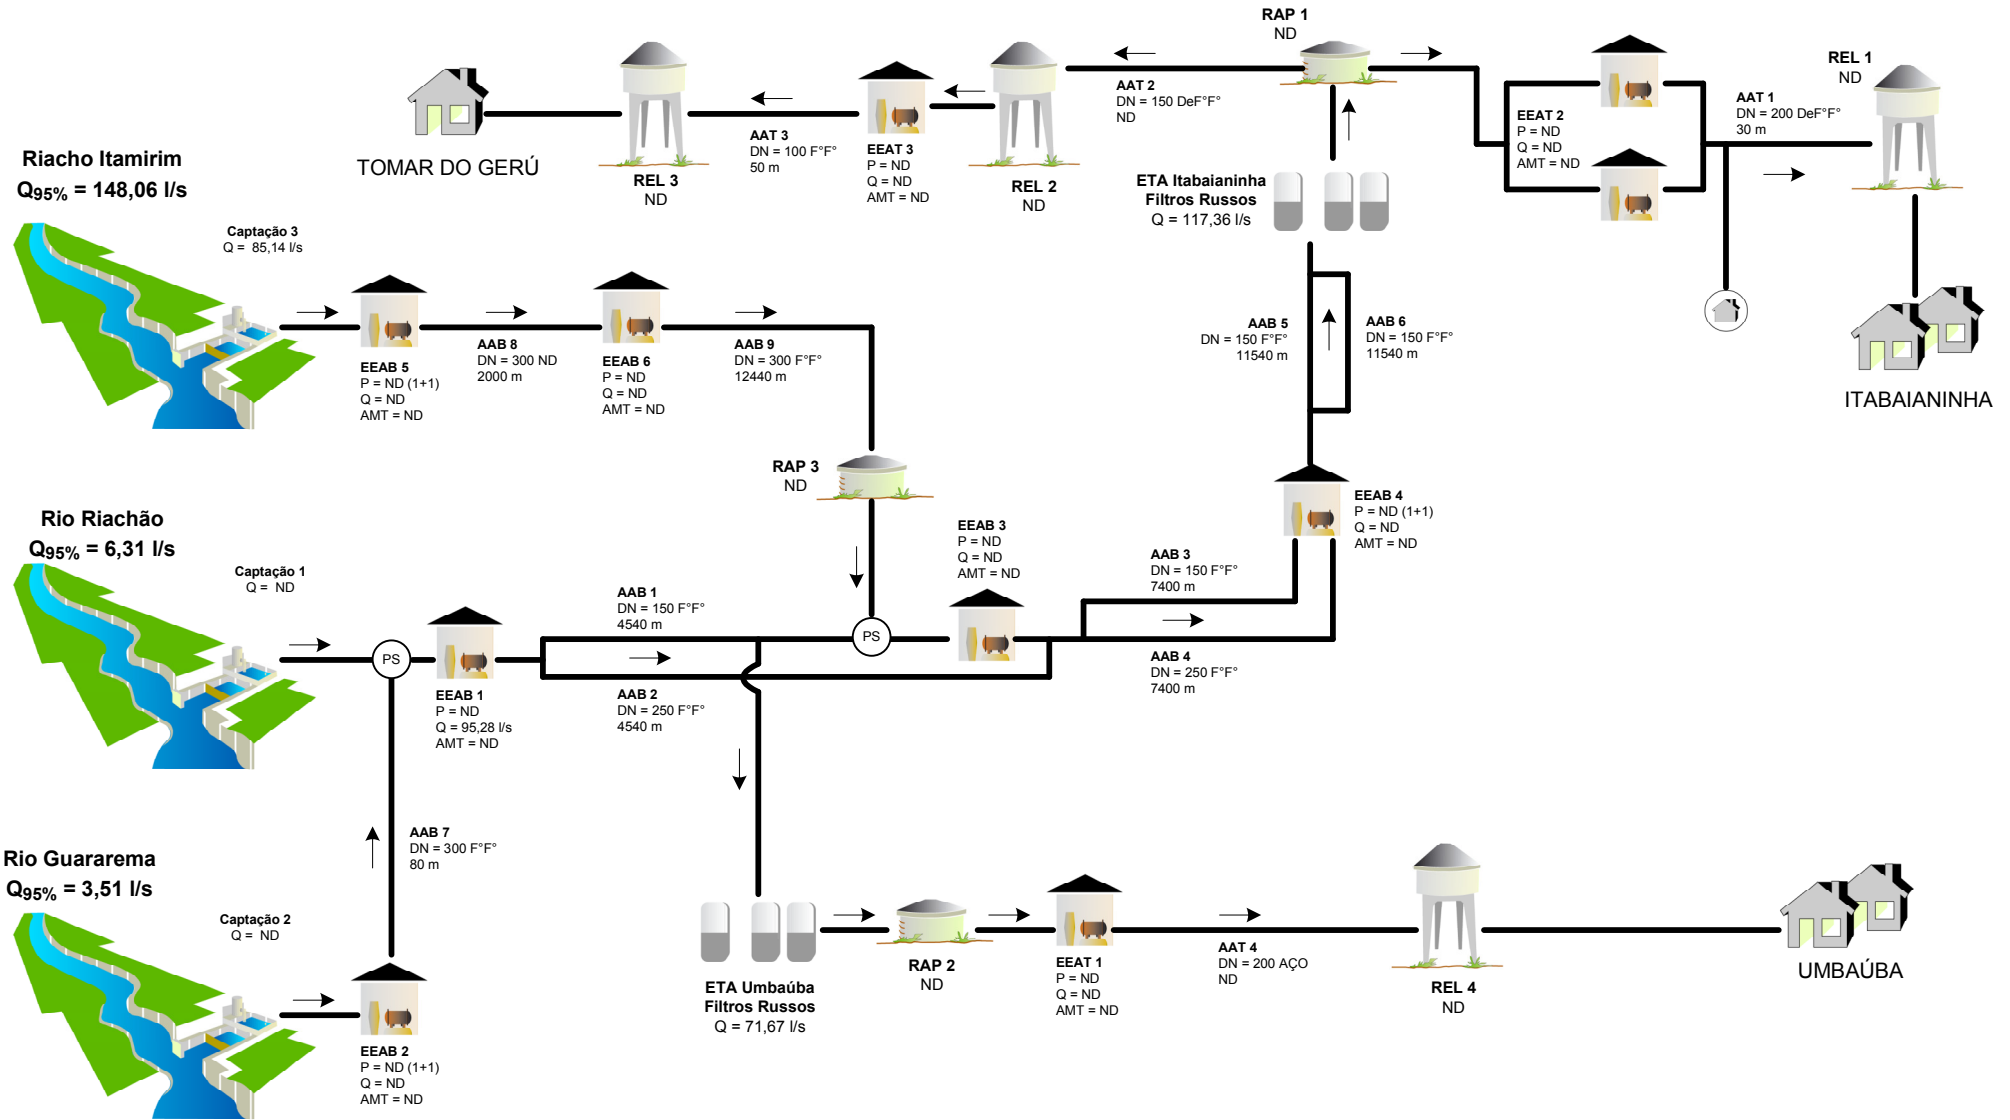 RAP 1
ND
REL 1
ND
AAT 2
DN = 150 DeF°F°
ND
AAT 1
DN = 200 DeF°F°
30 m
EEAT 2
P = ND
Q = ND
AMT = ND
AAT 3
DN = 100 F°F°
50 m
EEAT 3
P = ND
Q = ND
AMT = ND
TOMAR DO GERÚ
REL 3
ND
REL 2
ND
ETA Itabaianinha
Filtros Russos
Q = 117,36 l/s
Riacho Itamirim
Q95% = 148,06 l/s
Captação 3
Q = 85,14 l/s
EEAB 5
P = ND (1+1)
Q = ND
AMT = ND
AAB 8
DN = 300 ND
2000 m
EEAB 6
P = ND
Q = ND
AMT = ND
AAB 9
DN = 300 F°F°
12440 m
AAB 5
DN = 150 F°F°
11540 m
AAB 6
DN = 150 F°F°
11540 m
ITABAIANINHA
RAP 3
ND
EEAB 4
P = ND (1+1)
Q = ND
AMT = ND
Rio Riachão
Q95% = 6,31 l/s
Captação 1
Q = ND
EEAB 3
P = ND
Q = ND
AMT = ND
AAB 3
DN = 150 F°F°
7400 m
AAB 1
DN = 150 F°F°
4540 m
PS
PS
EEAB 1
P = ND
Q = 95,28 l/s
AMT = ND
AAB 2
DN = 250 F°F°
4540 m
AAB 4
DN = 250 F°F°
7400 m
AAB 7
DN = 300 F°F°
80 m
Rio Guararema
Q95% = 3,51 l/s
Captação 2
Q = ND
EEAB 2
P = ND (1+1)
Q = ND
AMT = ND
ETA Umbaúba
Filtros Russos
Q = 71,67 l/s
RAP 2
ND
EEAT 1
P = ND
Q = ND
AMT = ND
AAT 4
DN = 200 AÇO
ND
REL 4
ND
UMBAÚBA